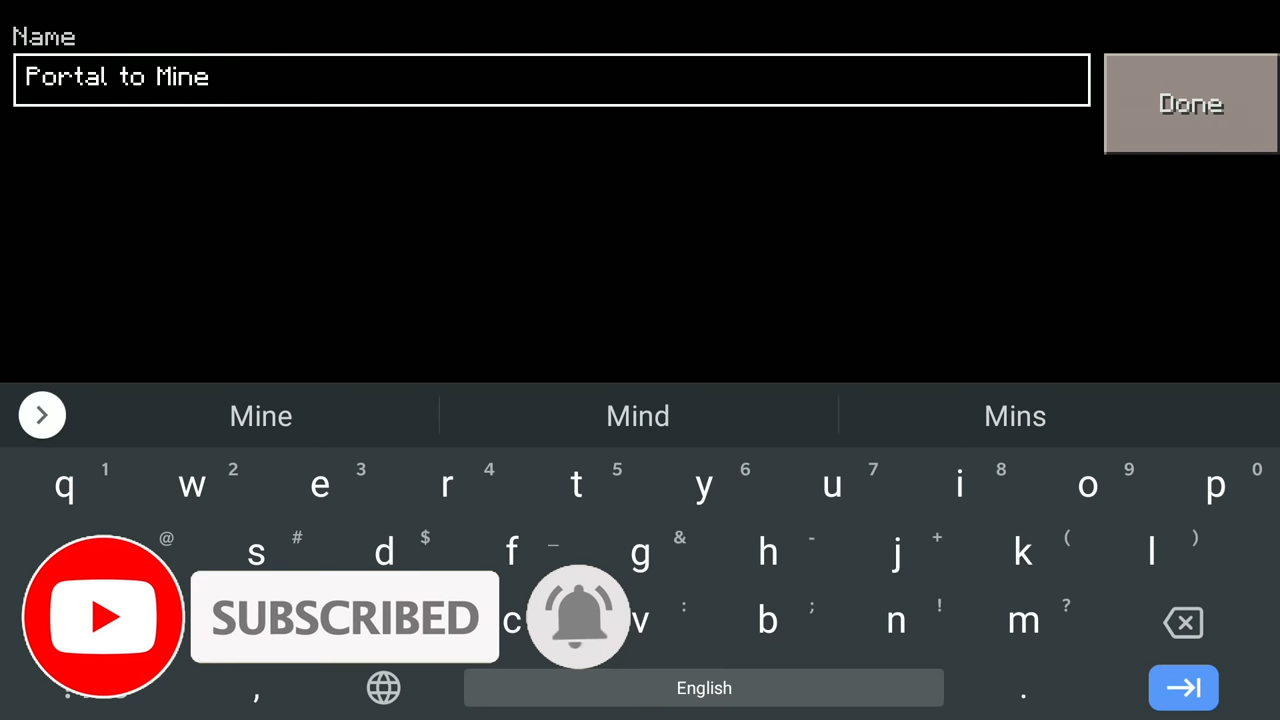 Name
Portal to Mine
Done
Mine Mind Mins
1 2 3 4 5 6 7 8 9 0
q w e r t y u i o p
@ # $ _ & - + ( )
s d f g h j k l
: ; ! ?
c v b n m
SUBSCRIBED
, English .